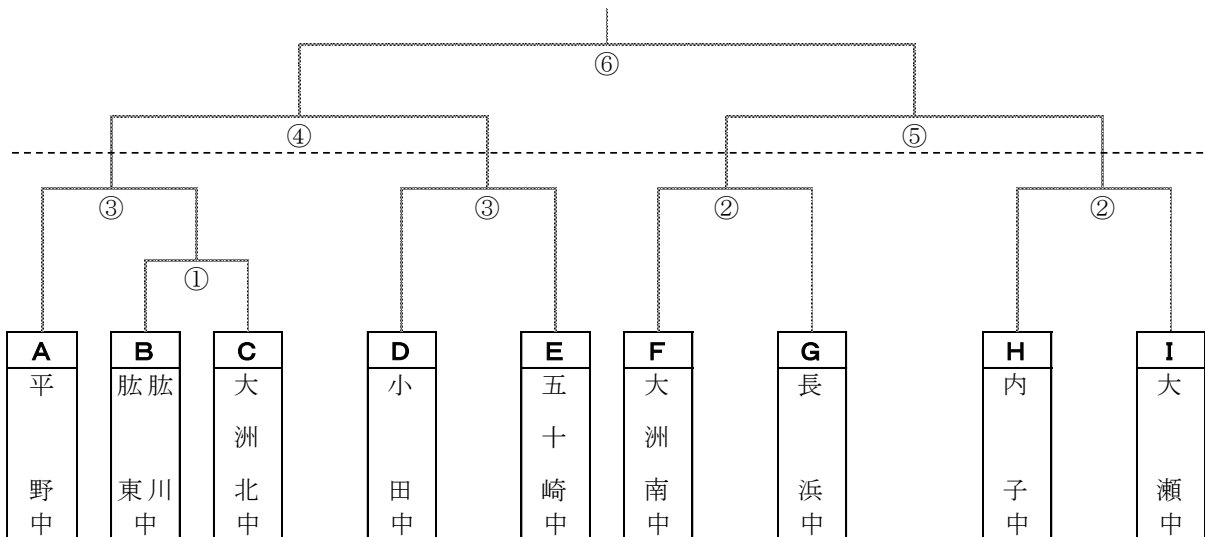 ⑥
④ ⑤
③ ③ ② ②
①
A B C D E F G H I
平野中
肱川
肱東中
大洲北中
小田中
五十崎中
大洲南中
長浜中
内子中
大瀬中